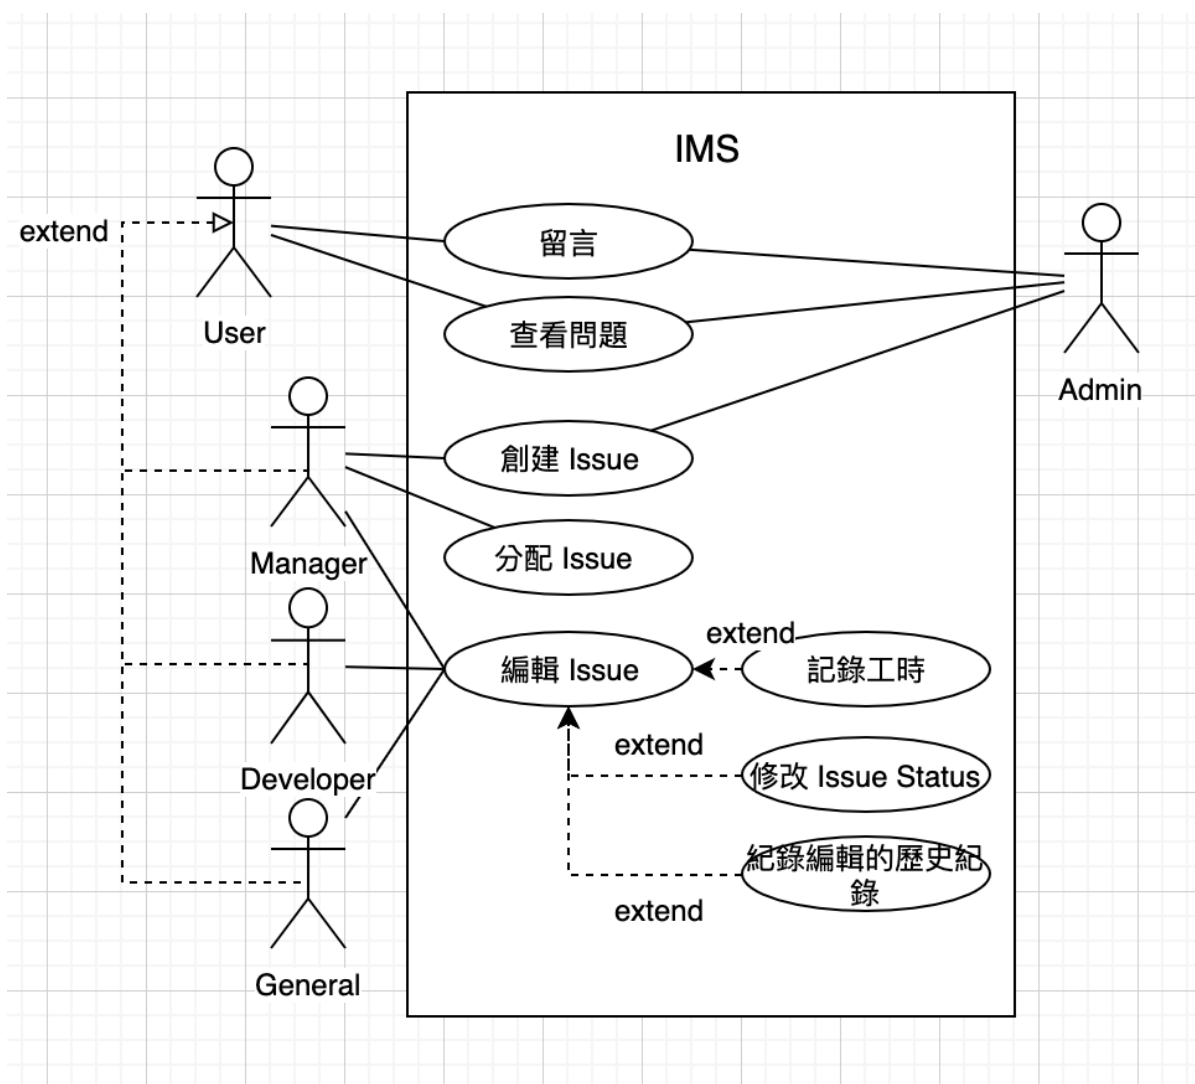 IMS
extend
User
留言
查看問題
Admin
Manager
創建 Issue
分配 Issue
Developer
編輯 Issue
extend
記錄工時
extend
修改 Issue Status
紀錄編輯的歷史紀
錄
extend
General